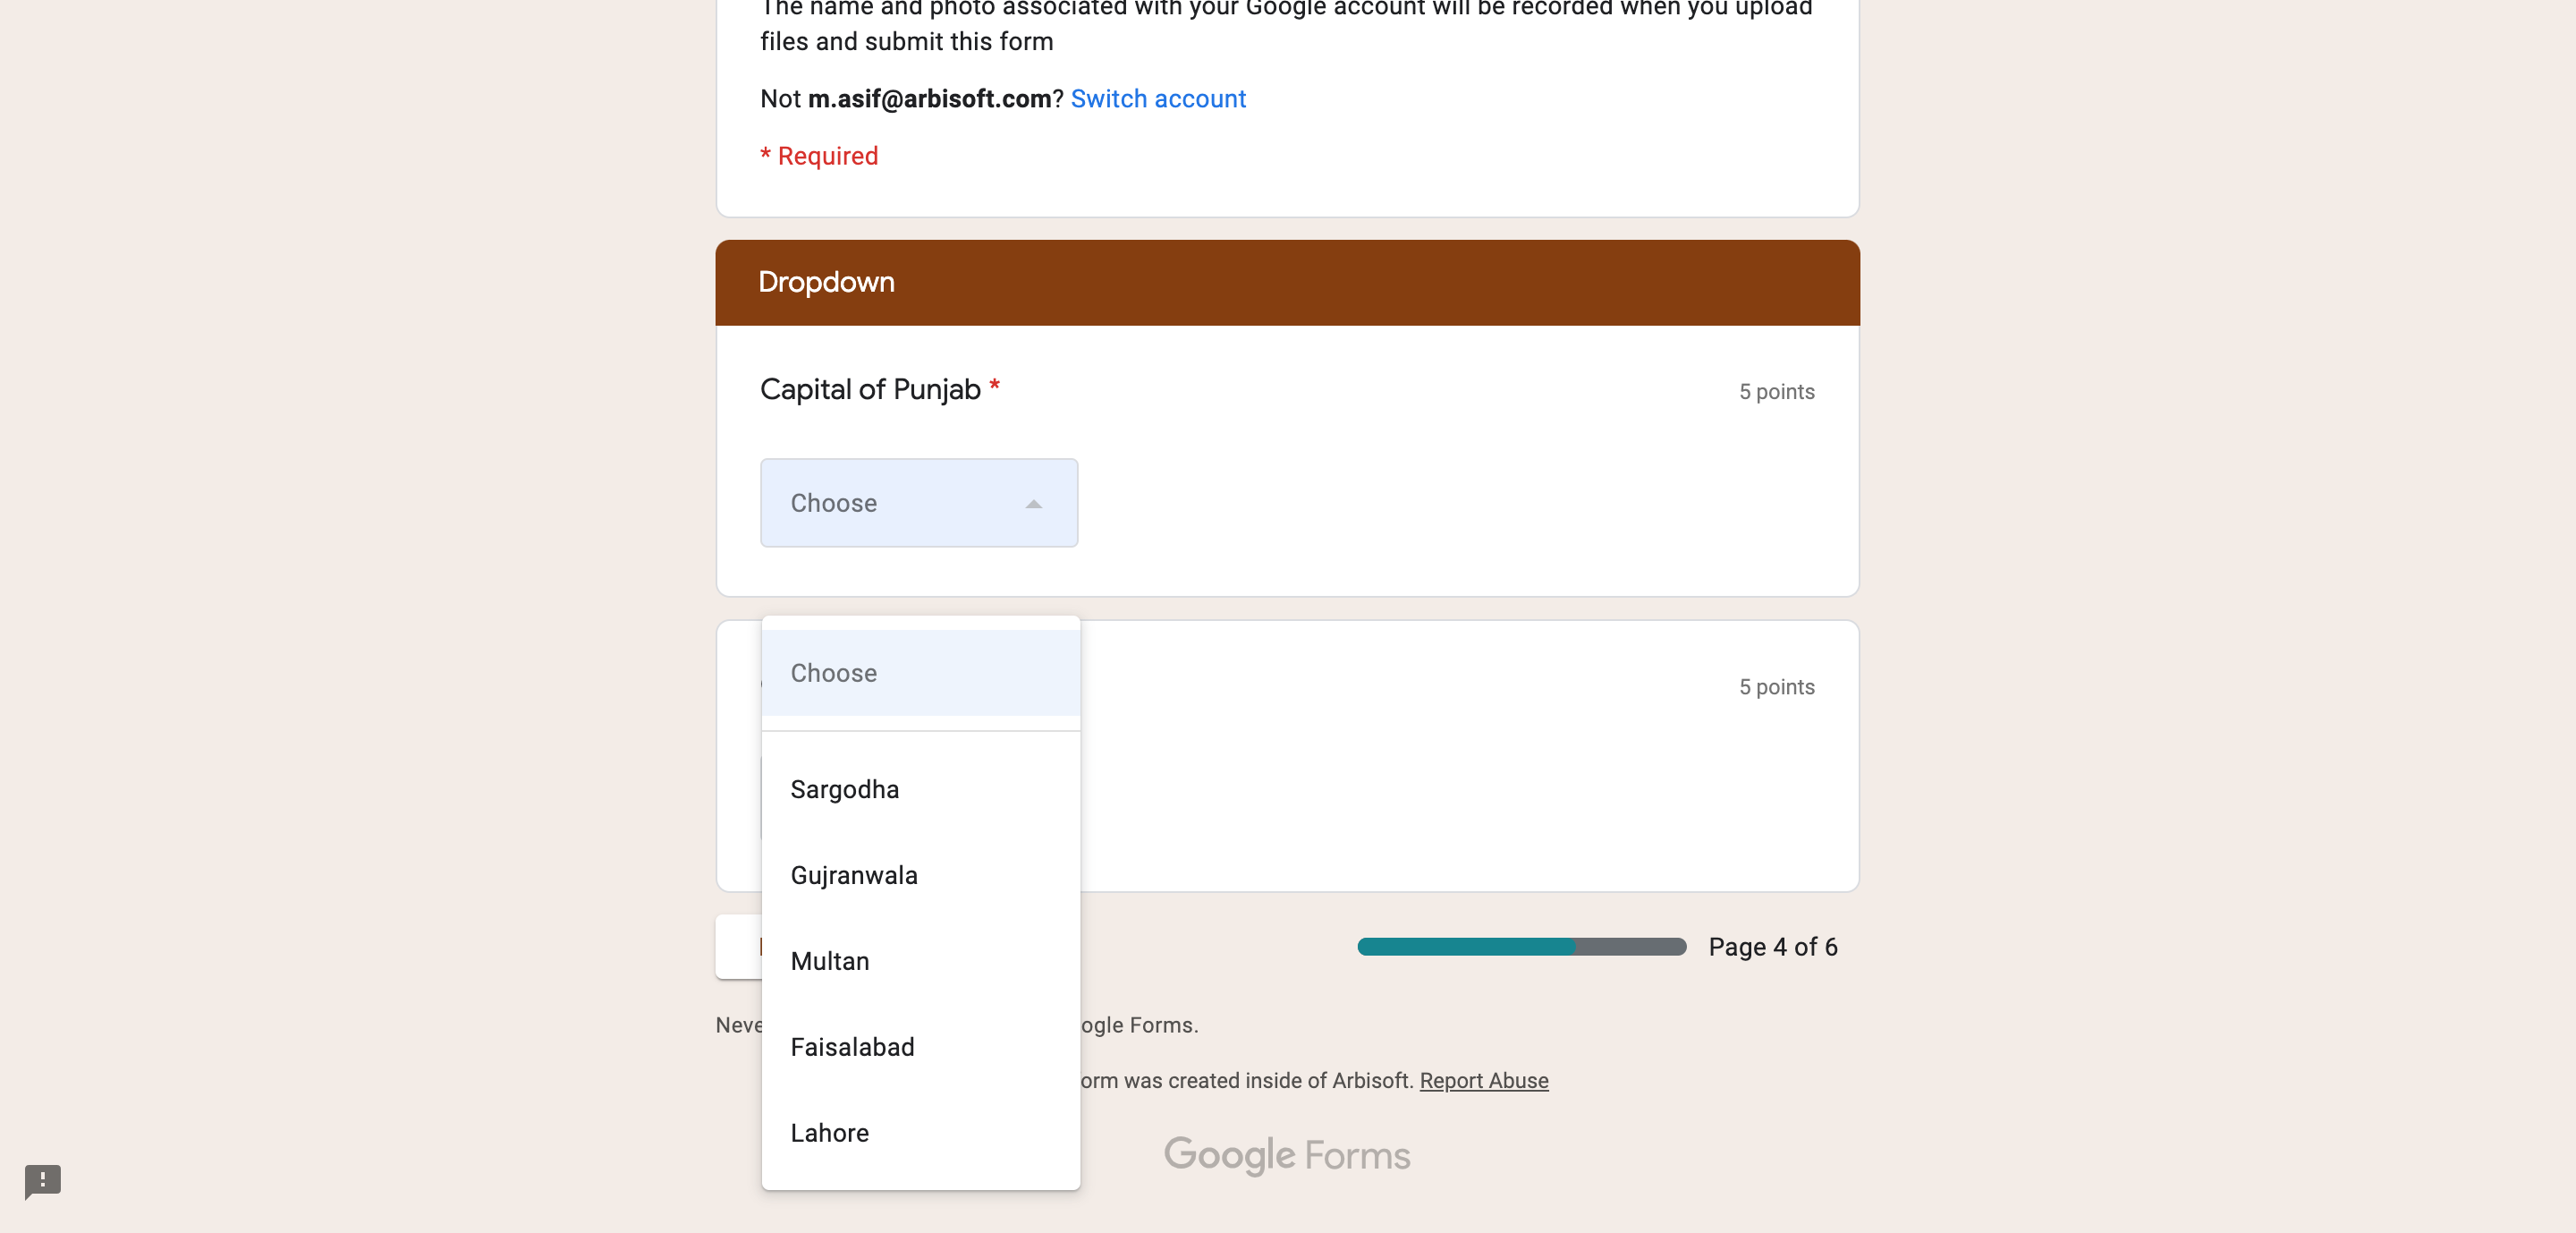 The name and photo associated with your Google account will be recorded when you upload
files and submit this form
Not m.asif@arbisoft.com? Switch account
* Required
Dropdown
Capital of Punjab *
5 points
Choose
Choose
5 points
Sargodha
Gujranwala
Multan
Page 4 of 6
Faisalabad
ogle Forms.
orm was created inside of Arbisoft. Report Abuse
Lahore
Google Forms